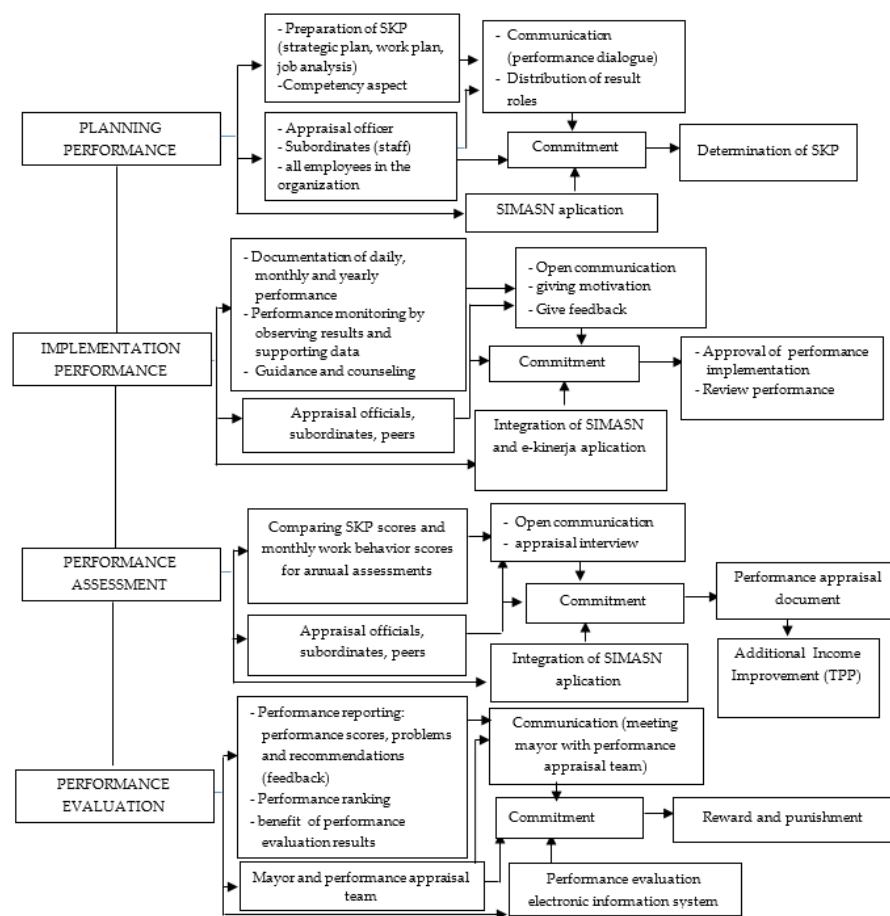 - Preparation of SKP
(strategic plan, work plan,
job analysis)
-Competency aspect
- Communication
(performance dialogue)
- Distribution of result
roles
PLANNING
PERFORMANCE
- Appraisal officer
- Subordinates (staff)
- all employees in the
organization
Commitment
Determination of SKP
SIMASN aplication
- Documentation of daily,
monthly and yearly
performance
- Performance monitoring by
observing results and
supporting data
- Guidance and counseling
- Open communication
- giving motivation
- Give feedback
IMPLEMENTATION
PERFORMANCE
Commitment
- Approval of performance
implementation
- Review performance
Appraisal officials,
subordinates, peers
Integration of SIMASN
and e-kinerja aplication
Comparing SKP scores and
monthly work behavior scores
for annual assessments
- Open communication
- appraisal interview
PERFORMANCE
ASSESSMENT
Commitment
Performance appraisal
document
Appraisal officials,
subordinates, peers
Integration of SIMASN
aplication
Additional Income
Improvement (TPP)
- Performance reporting:
performance scores, problems
and recommendations
(feedback)
- Performance ranking
- benefit of performance
evaluation results
Communication (meeting
mayor with performance
appraisal team)
PERFORMANCE
EVALUATION
Commitment
Reward and punishment
Mayor and performance appraisal
team
Performance evaluation
electronic information system